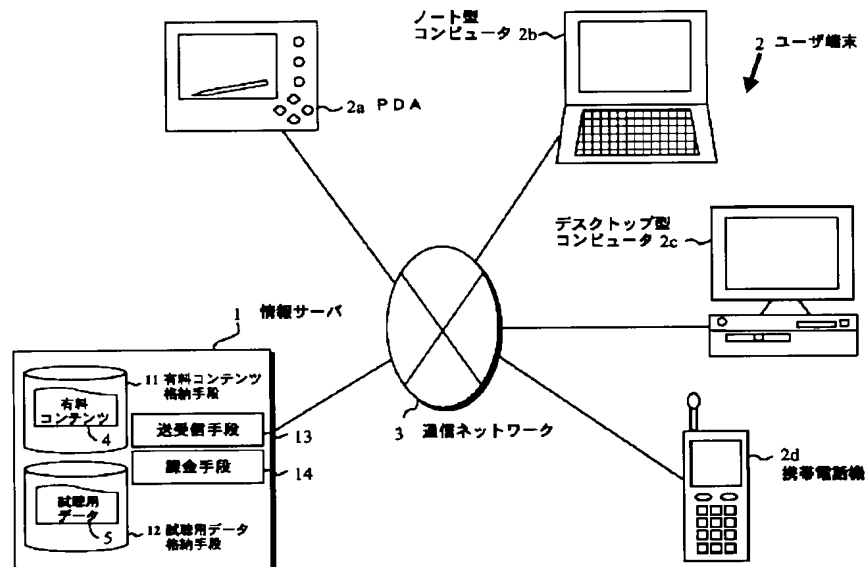 ノート型
コンピュータ 2b
2 ユーザ端末
2a PDA
デスクトップ型
コンピュータ 2c
1 情報サーバ
11 有料コンテンツ
格納手段
有料
コンテンツ
4
送受信手段
13
3 通信ネットワーク
課金手段
14
2d
携帯電話機
試聴用
データ
5
12 試聴用データ
格納手段